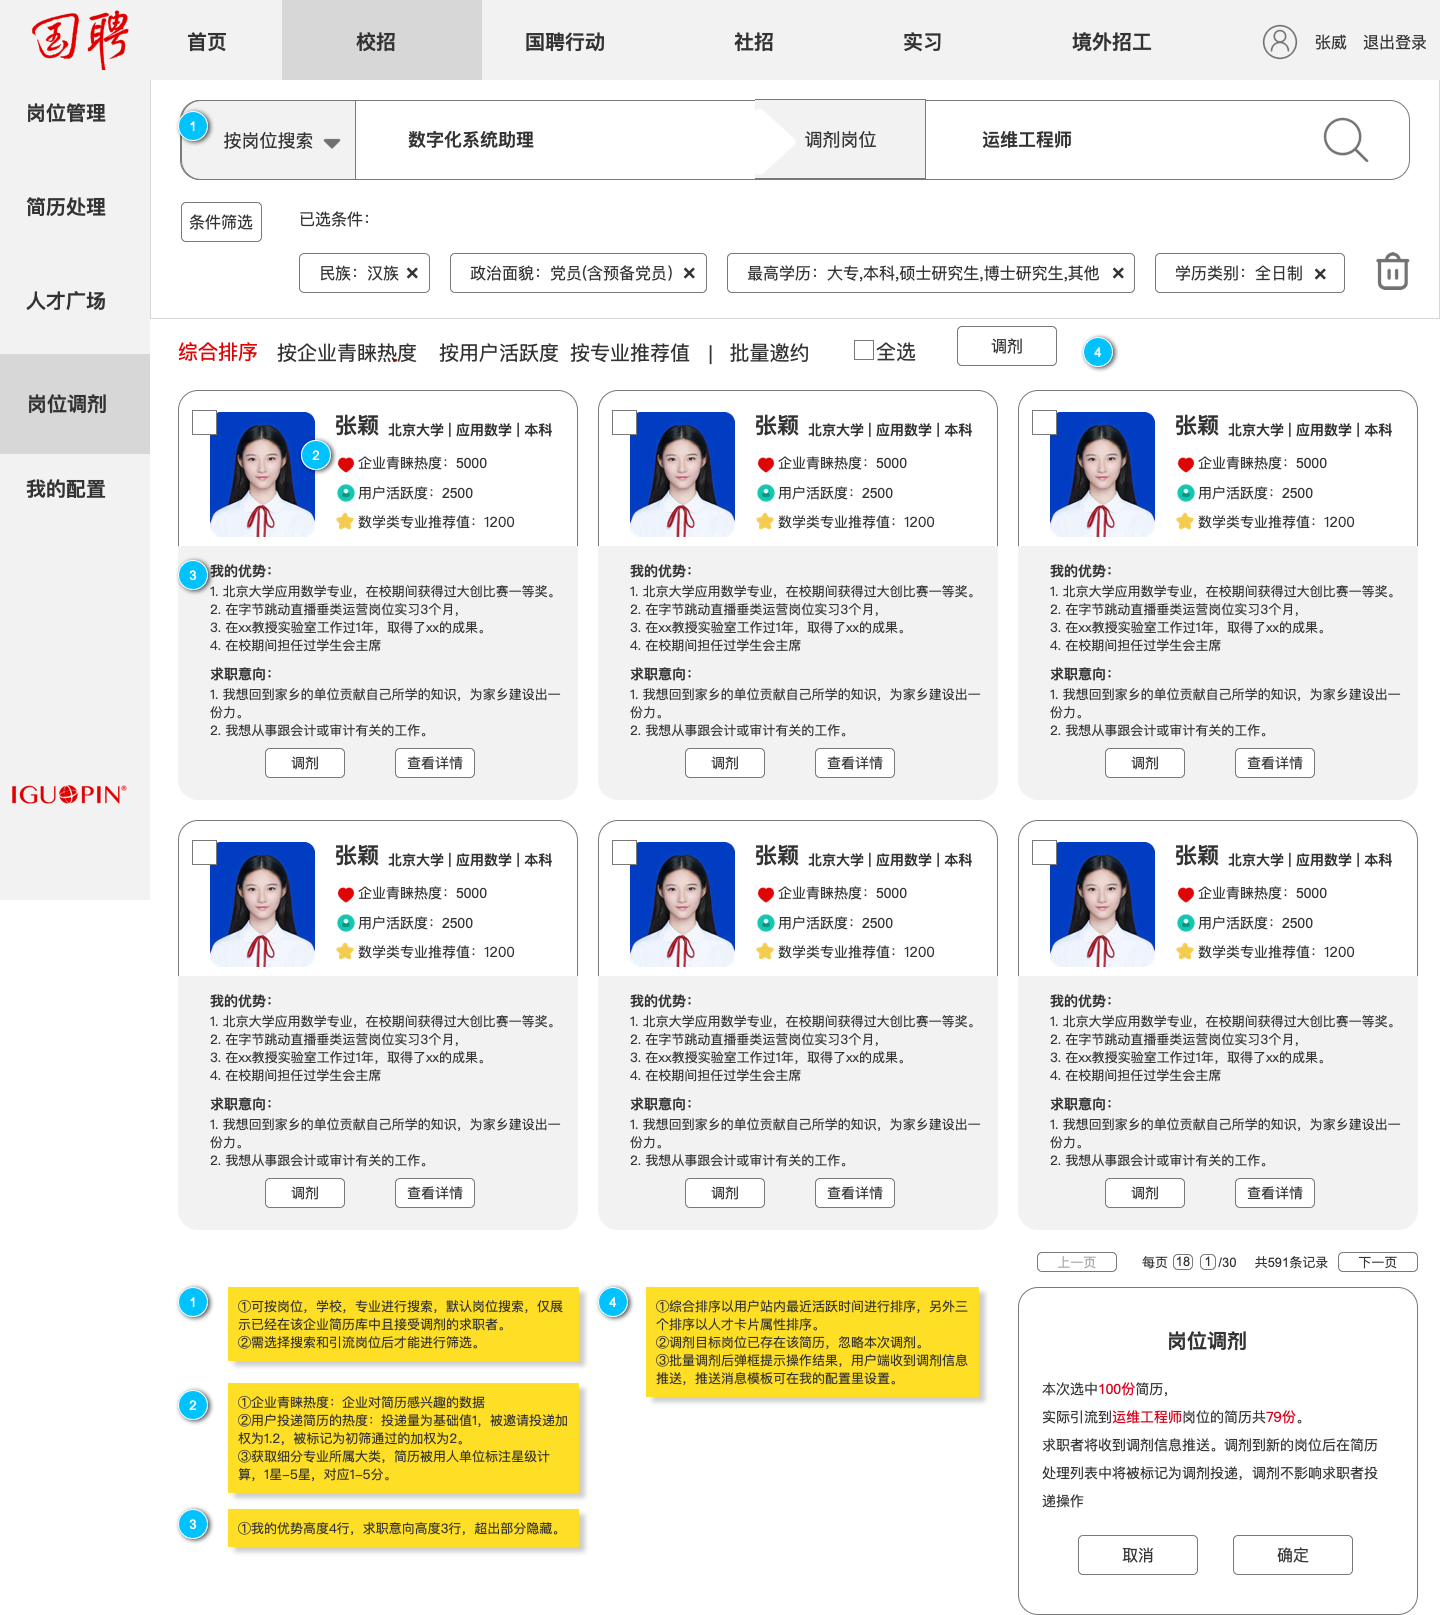 国聘
首页
校招
国聘行动
社招
实习
境外招工
张威
退出登录
岗位管理
简历处理
人才广场
岗位调剂
我的配置
IGUOPIN®
1
按岗位搜索
数字化系统助理
调剂岗位
运维工程师
条件筛选
已选条件：
民族：汉族 ×
政治面貌：党员(含预备党员) ×
最高学历：大专,本科,硕士研究生,博士研究生,其他 ×
学历类别：全日制 ×
综合排序 按企业青睐热度 按用户活跃度 按专业推荐值 | 批量邀约 全选 调剂 4
张颖 北京大学 | 应用数学 | 本科
2
企业青睐热度：5000
用户活跃度：2500
数学类专业推荐值：1200
3
我的优势：
1. 北京大学应用数学专业，在校期间获得过大创比赛一等奖。
2. 在字节跳动直播垂类运营岗位实习3个月，
3. 在xx教授实验室工作过1年，取得了xx的成果。
4. 在校期间担任过学生会主席
求职意向：
1. 我想回到家乡的单位贡献自己所学的知识，为家乡建设出一
份力。
2. 我想从事跟会计或审计有关的工作。
调剂 查看详情
张颖 北京大学 | 应用数学 | 本科
企业青睐热度：5000
用户活跃度：2500
数学类专业推荐值：1200
我的优势：
1. 北京大学应用数学专业，在校期间获得过大创比赛一等奖。
2. 在字节跳动直播垂类运营岗位实习3个月，
3. 在xx教授实验室工作过1年，取得了xx的成果。
4. 在校期间担任过学生会主席
求职意向：
1. 我想回到家乡的单位贡献自己所学的知识，为家乡建设出一
份力。
2. 我想从事跟会计或审计有关的工作。
调剂 查看详情
张颖 北京大学 | 应用数学 | 本科
企业青睐热度：5000
用户活跃度：2500
数学类专业推荐值：1200
我的优势：
1. 北京大学应用数学专业，在校期间获得过大创比赛一等奖。
2. 在字节跳动直播垂类运营岗位实习3个月，
3. 在xx教授实验室工作过1年，取得了xx的成果。
4. 在校期间担任过学生会主席
求职意向：
1. 我想回到家乡的单位贡献自己所学的知识，为家乡建设出一
份力。
2. 我想从事跟会计或审计有关的工作。
调剂 查看详情
张颖 北京大学 | 应用数学 | 本科
企业青睐热度：5000
用户活跃度：2500
数学类专业推荐值：1200
我的优势：
1. 北京大学应用数学专业，在校期间获得过大创比赛一等奖。
2. 在字节跳动直播垂类运营岗位实习3个月，
3. 在xx教授实验室工作过1年，取得了xx的成果。
4. 在校期间担任过学生会主席
求职意向：
1. 我想回到家乡的单位贡献自己所学的知识，为家乡建设出一
份力。
2. 我想从事跟会计或审计有关的工作。
调剂 查看详情
张颖 北京大学 | 应用数学 | 本科
企业青睐热度：5000
用户活跃度：2500
数学类专业推荐值：1200
我的优势：
1. 北京大学应用数学专业，在校期间获得过大创比赛一等奖。
2. 在字节跳动直播垂类运营岗位实习3个月，
3. 在xx教授实验室工作过1年，取得了xx的成果。
4. 在校期间担任过学生会主席
求职意向：
1. 我想回到家乡的单位贡献自己所学的知识，为家乡建设出一
份力。
2. 我想从事跟会计或审计有关的工作。
调剂 查看详情
张颖 北京大学 | 应用数学 | 本科
企业青睐热度：5000
用户活跃度：2500
数学类专业推荐值：1200
我的优势：
1. 北京大学应用数学专业，在校期间获得过大创比赛一等奖。
2. 在字节跳动直播垂类运营岗位实习3个月，
3. 在xx教授实验室工作过1年，取得了xx的成果。
4. 在校期间担任过学生会主席
求职意向：
1. 我想回到家乡的单位贡献自己所学的知识，为家乡建设出一
份力。
2. 我想从事跟会计或审计有关的工作。
调剂 查看详情
上一页 每页 18 1 /30 共591条记录 下一页
1
①可按岗位，学校，专业进行搜索，默认岗位搜索，仅展
示已经在该企业简历库中且接受调剂的求职者。
②需选择搜索和引流岗位后才能进行筛选。
2
①企业青睐热度：企业对简历感兴趣的数据
②用户投递简历的热度：投递量为基础值1，被邀请投递加
权为1.2，被标记为初筛通过的加权为2。
③获取细分专业所属大类，简历被用人单位标注星级计
算，1星-5星，对应1-5分。
3
①我的优势高度4行，求职意向高度3行，超出部分隐藏。
4
①综合排序以用户站内最近活跃时间进行排序，另外三
个排序以人才卡片属性排序。
②调剂目标岗位已存在该简历，忽略本次调剂。
③批量调剂后弹框提示操作结果，用户端收到调剂信息
推送，推送消息模板可在我的配置里设置。
岗位调剂
本次选中100份简历，
实际引流到运维工程师岗位的简历共79份。
求职者将收到调剂信息推送。调剂到新的岗位后在简历
处理列表中将被标记为调剂投递，调剂不影响求职者投
递操作
取消 确定